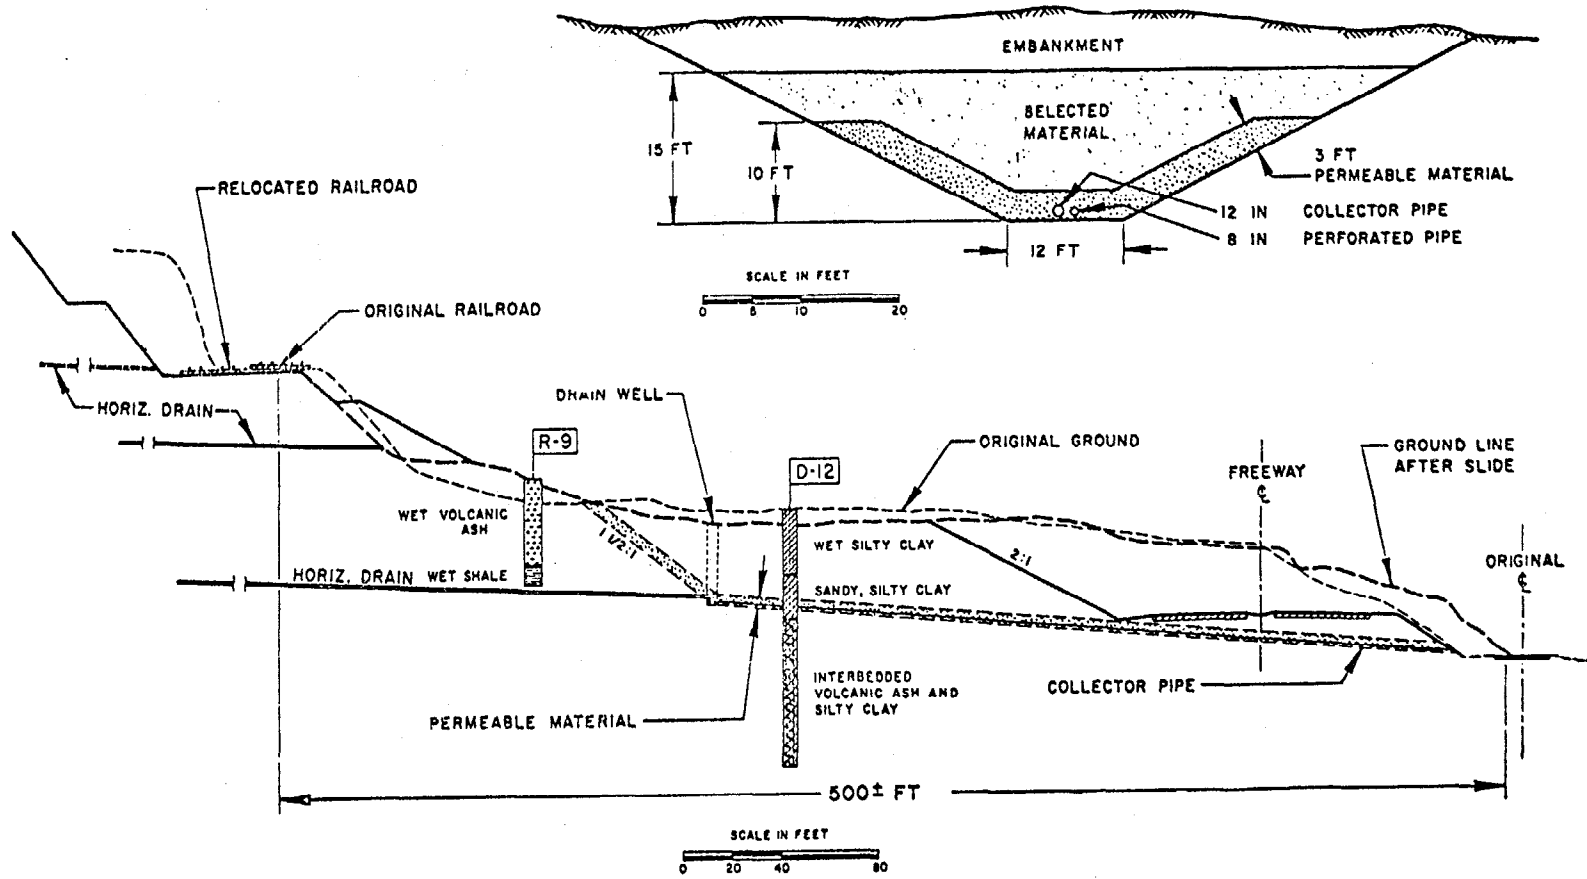 EMBANKMENT
SELECTED
MATERIAL
15 FT
10 FT
3 FT
PERMEABLE MATERIAL
12 IN COLLECTOR PIPE
8 IN PERFORATED PIPE
12 FT
SCALE IN FEET
0 5 10 20
RELOCATED RAILROAD
ORIGINAL RAILROAD
HORIZ. DRAIN
DRAIN WELL
R-9
D-12
ORIGINAL GROUND
FREEWAY
℄
GROUND LINE
AFTER SLIDE
WET VOLCANIC
ASH
1 1/2:1
WET SILTY CLAY
2:1
ORIGINAL
℄
HORIZ. DRAIN WET SHALE
SANDY, SILTY CLAY
INTERBEDDED
VOLCANIC ASH AND
SILTY CLAY
COLLECTOR PIPE
PERMEABLE MATERIAL
500± FT
SCALE IN FEET
0 20 40 80